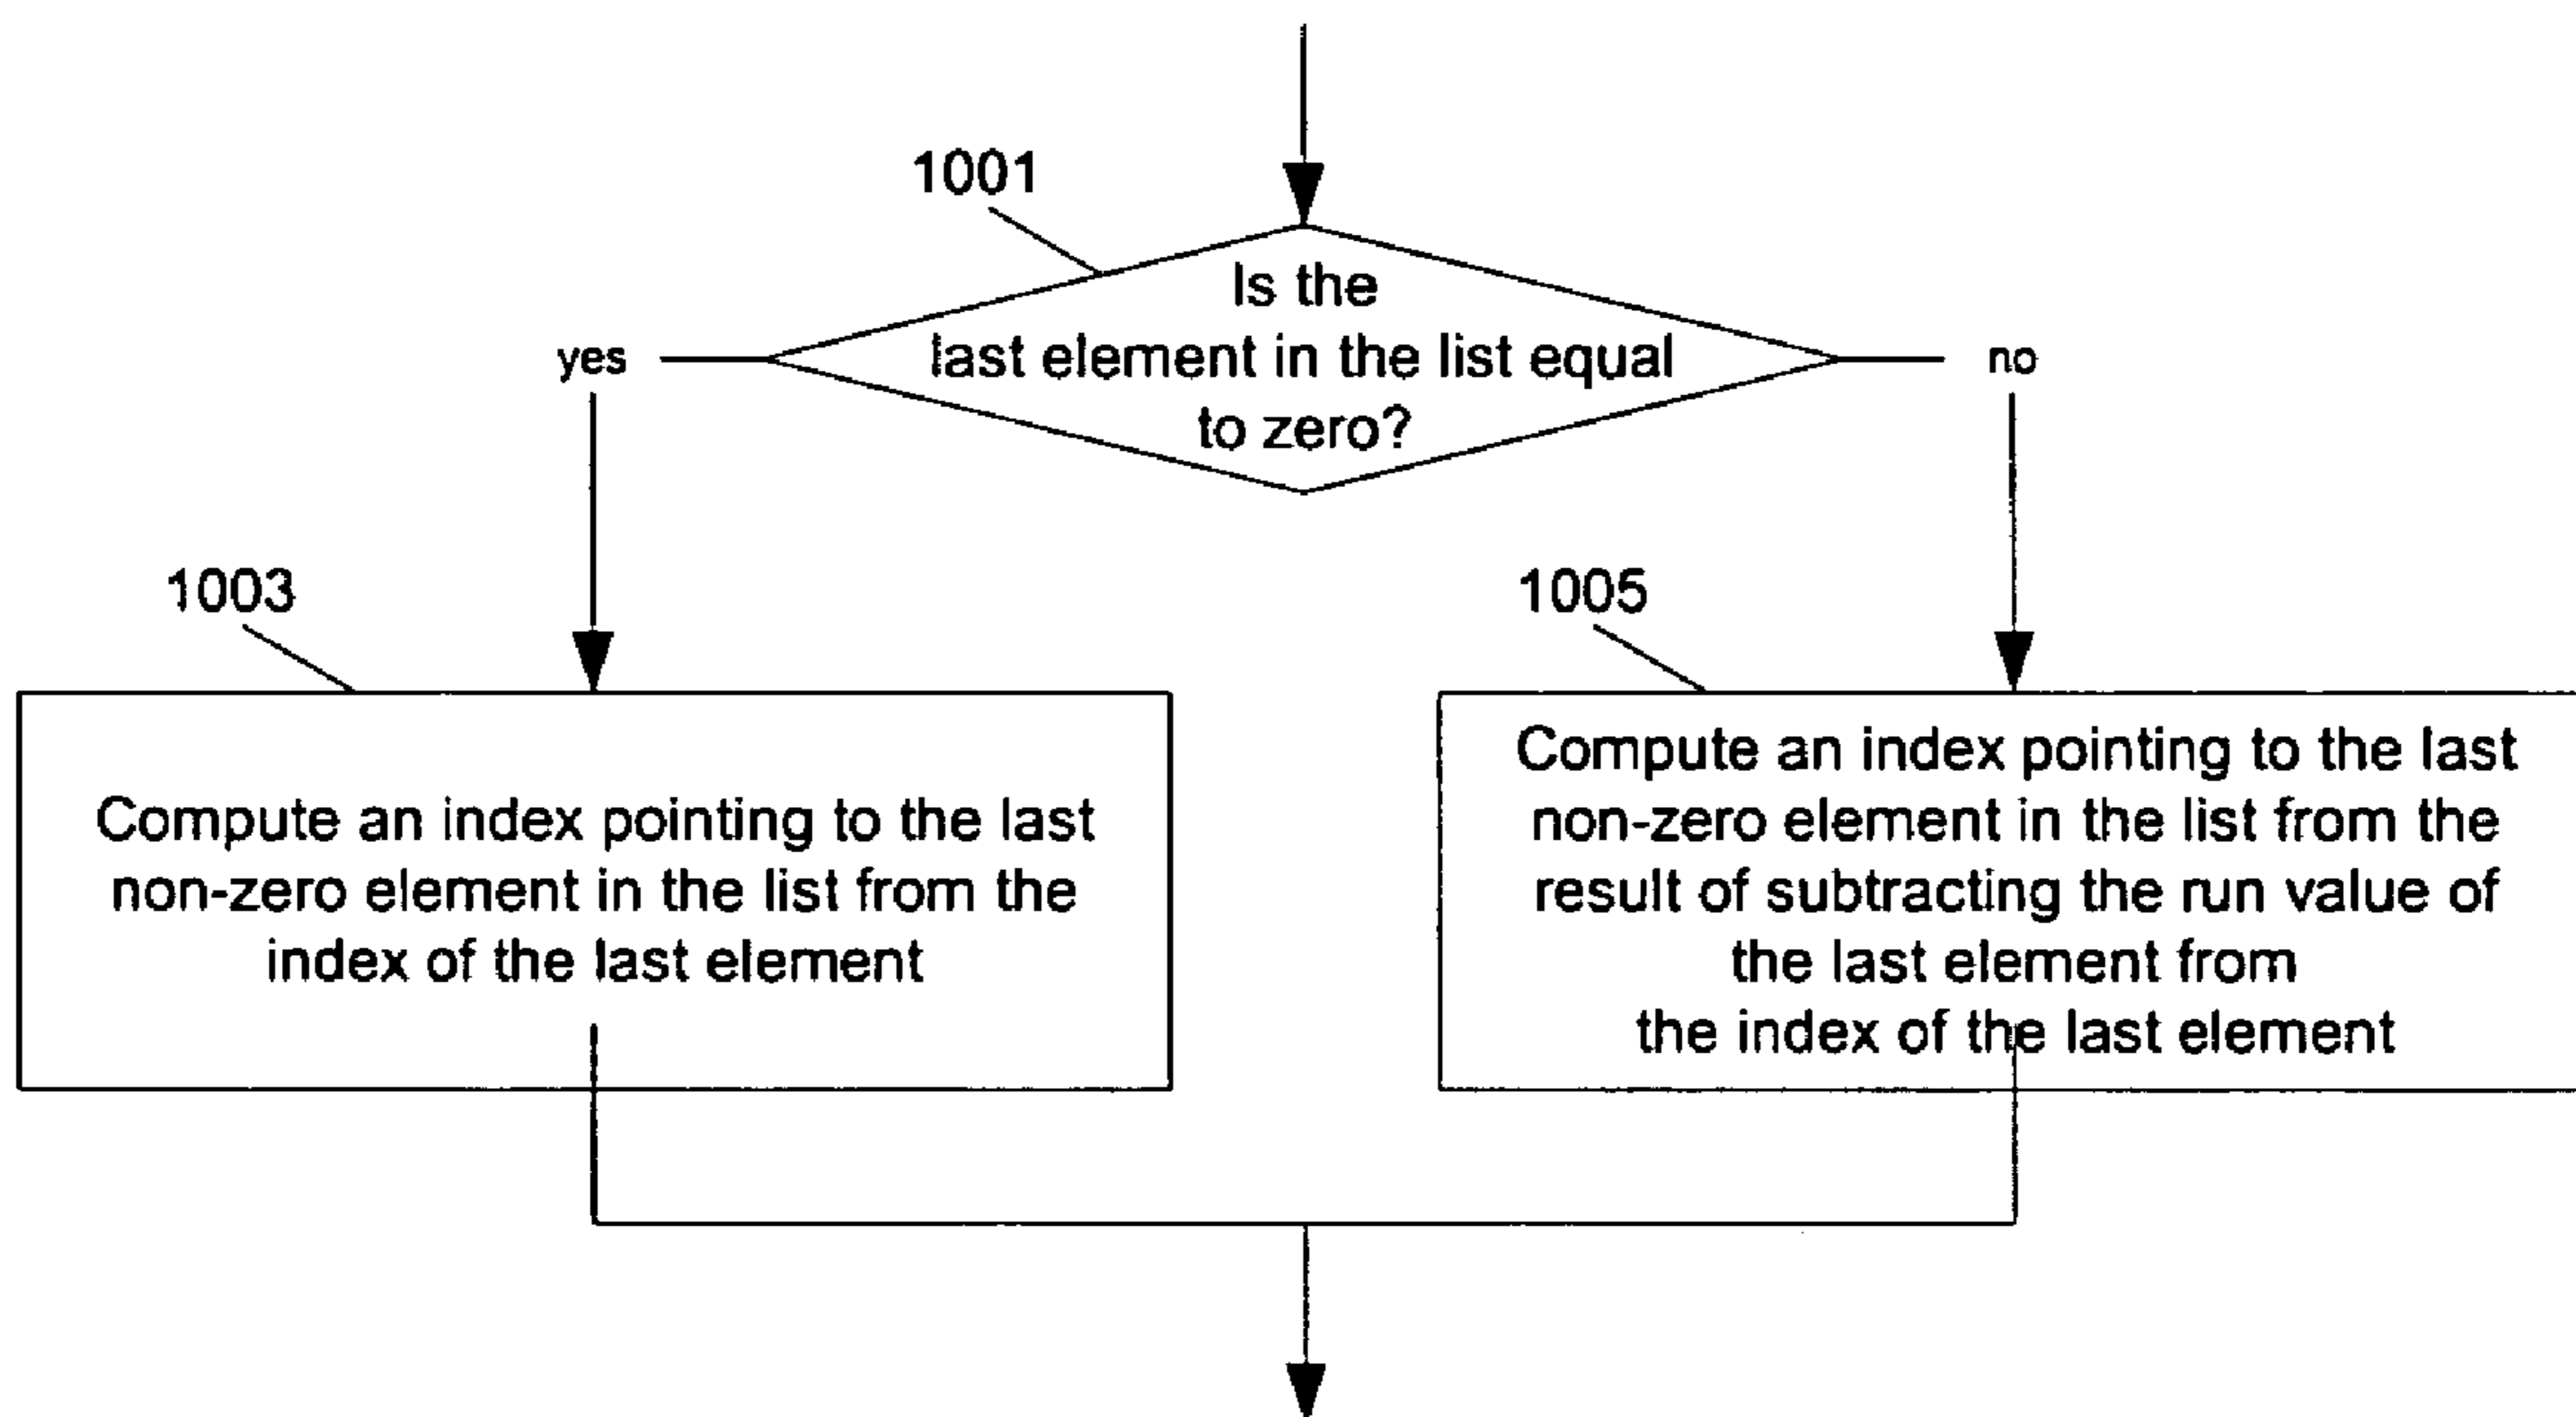 1001
Is the
last element in the list equal
to zero?
yes
no
1003
Compute an index pointing to the last
non-zero element in the list from the
index of the last element
1005
Compute an index pointing to the last
non-zero element in the list from the
result of subtracting the run value of
the last element from
the index of the last element